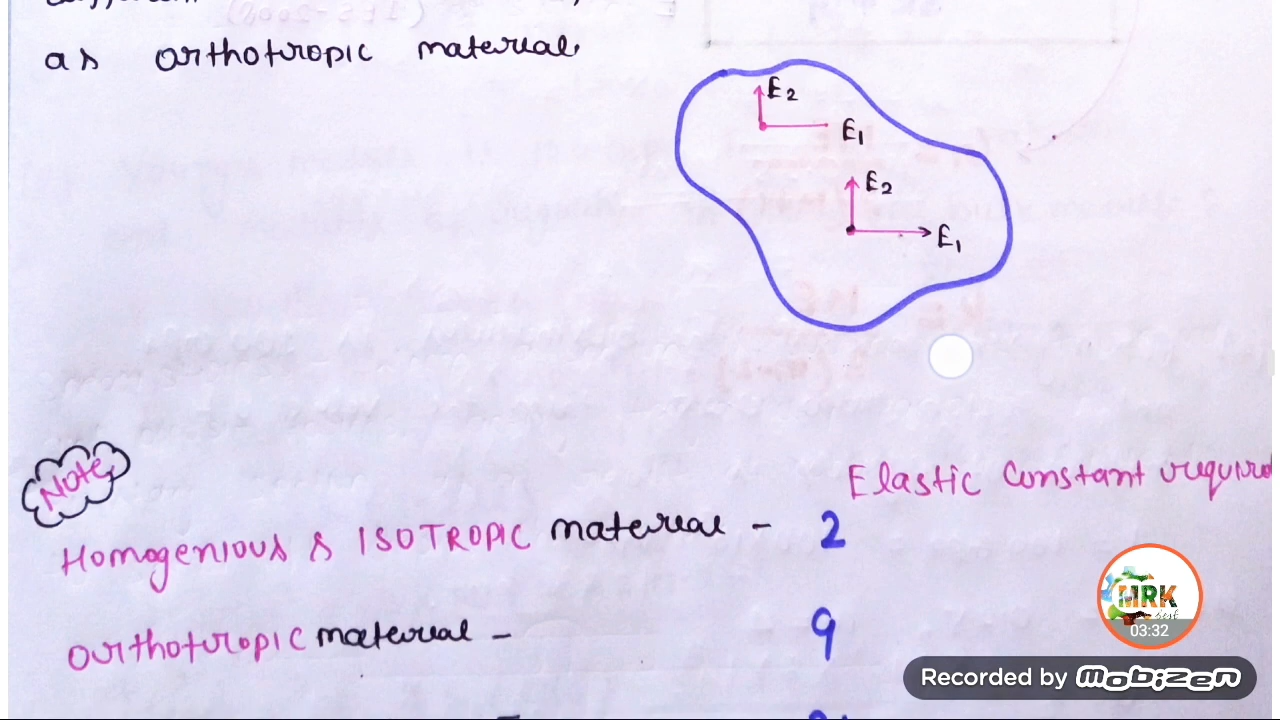 as orthotropic material.
E2
E1
E2
E1
Note
Elastic constant required
Homogenious & ISOTROPIC material - 2
orthotropic material - 9
MRK
03:32
Recorded by mobizen